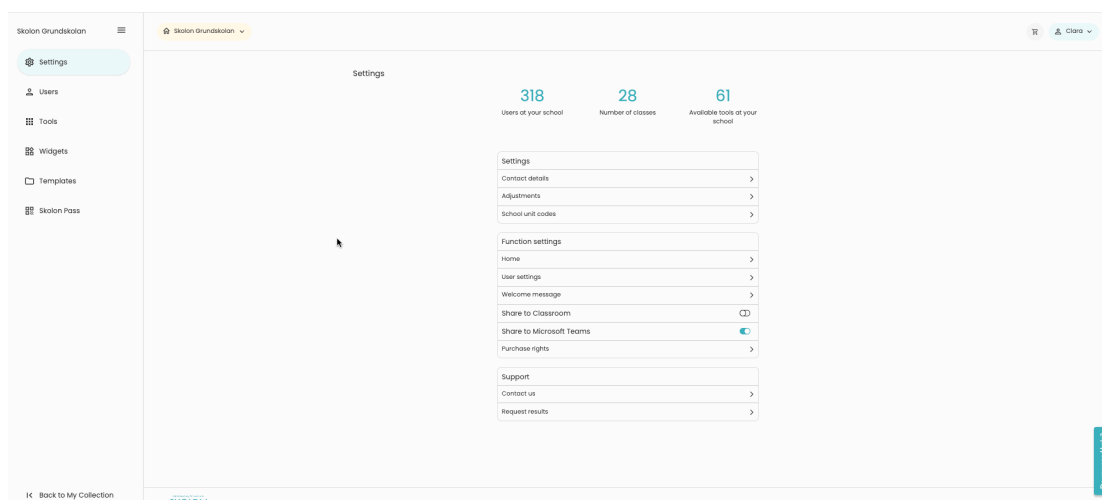 Skolon Grundskolan
Skolon Grundskolan
Clara
Settings
Users
Tools
Widgets
Templates
Skolon Pass
Back to My Collection
Settings
318
Users at your school
28
Number of classes
61
Available tools at your
school
Settings
Contact details
Adjustments
School unit codes
Function settings
Home
User settings
Welcome message
Share to Classroom
Share to Microsoft Teams
Purchase rights
Support
Contact us
Request results